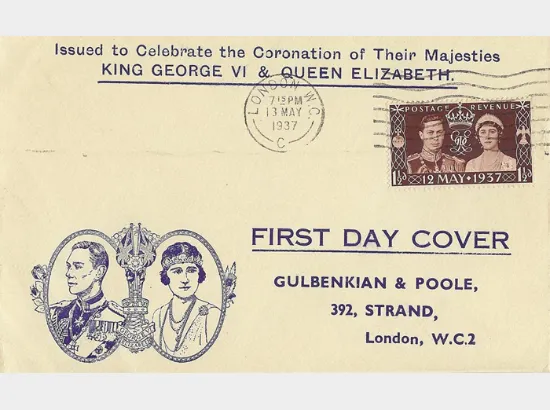 Issued to Celebrate the Coronation of Their Majesties
KING GEORGE VI & QUEEN ELIZABETH.
LONDON W.C.
7 15 PM
13 MAY
1937
C
POSTAGE REVENUE
1½D 12 MAY • 1937 1½D
FIRST DAY COVER
GULBENKIAN & POOLE,
392, STRAND,
London, W.C.2